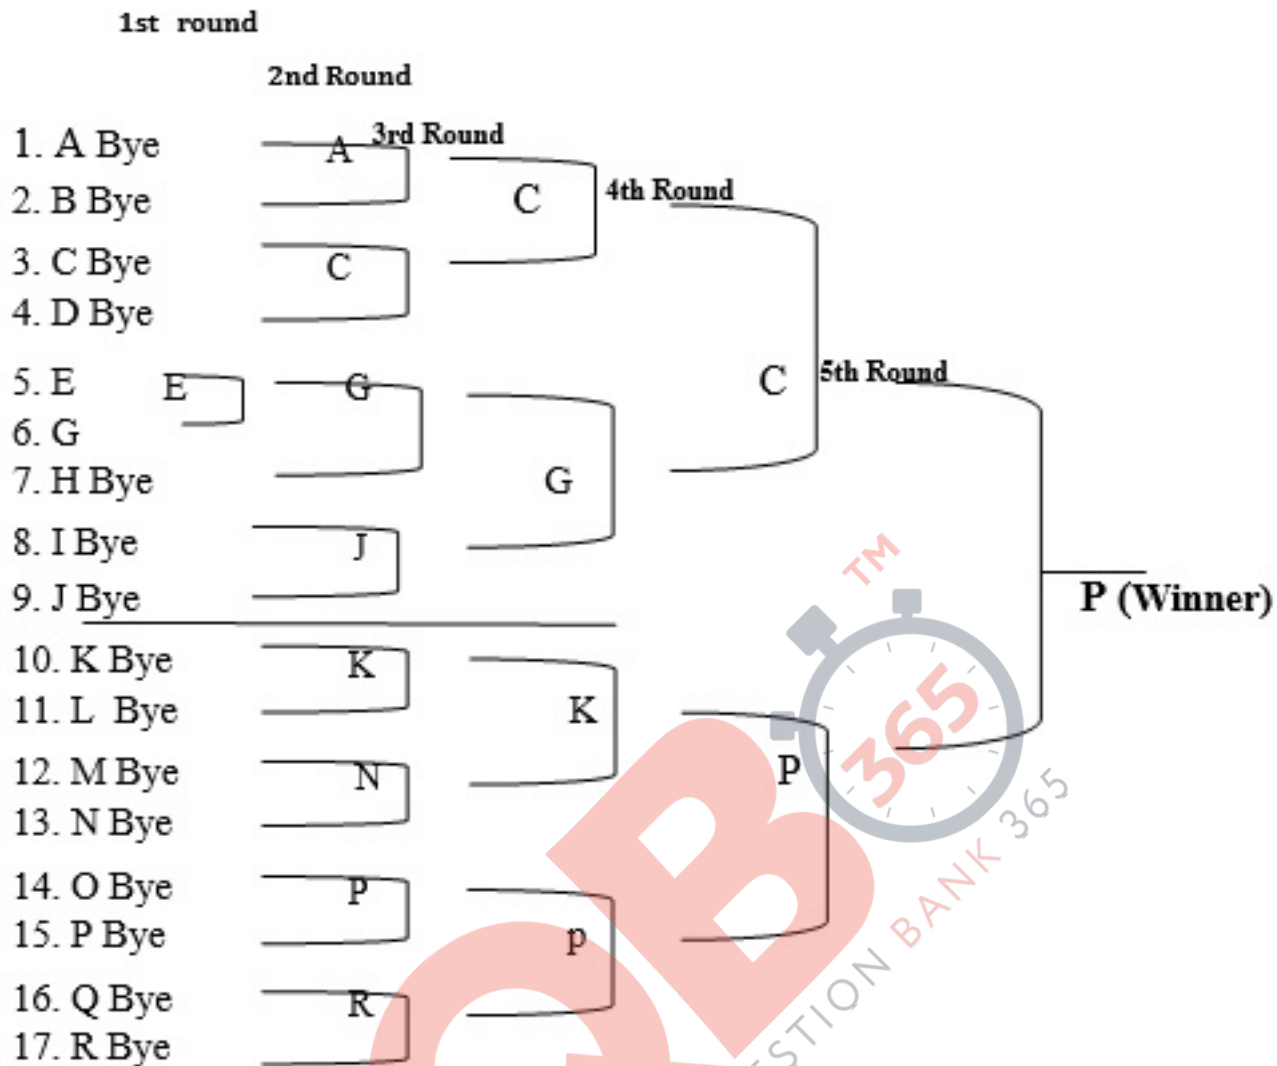 1st round
2nd Round
3rd Round
4th Round
5th Round
1. A Bye
A
2. B Bye
C
3. C Bye
C
4. D Bye
5. E
E
G
C
6. G
7. H Bye
G
8. I Bye
J
9. J Bye
P (Winner)
10. K Bye
K
11. L Bye
K
12. M Bye
N
P
13. N Bye
14. O Bye
P
15. P Bye
p
16. Q Bye
R
17. R Bye
TM
365
QB
ESTION BANK 365